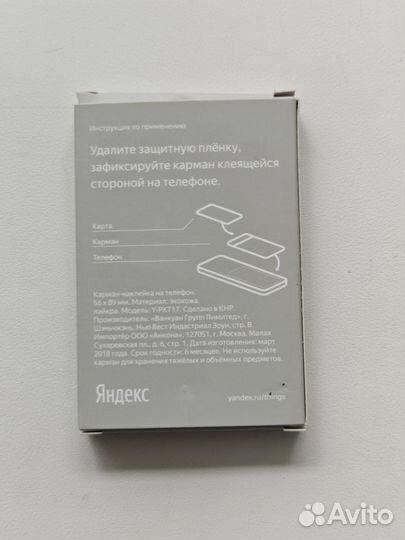 Инструкция по применению
Удалите защитную плёнку,
зафиксируйте карман клеящейся
стороной на телефоне.
Карта
Карман
Телефон
Карман-наклейка на телефон.
56 x 89 мм. Материал: экокожа,
лайкра. Модель: Y-PKT17. Сделано в КНР
Производитель: «Ванкуан Групп Лимитед», г.
Шэньчжэнь, Нью Вест Индастриал Зоун, стр. В
Импортёр ООО «Анкона», 127051, г. Москва, Малая
Сухаревская пл., д. 6, стр. 1. Дата изготовления: март
2018 года. Срок годности: 6 месяцев. Не используйте
карман для хранения тяжёлых и объёмных предметов.
Яндекс
yandex.ru/things
Avito